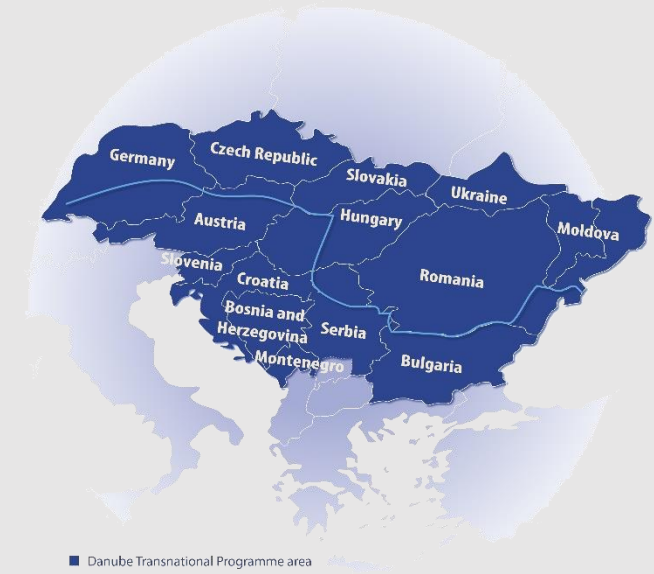 Germany
Czech Republic
Slovakia
Ukraine
Austria
Hungary
Moldova
Slovenia
Croatia
Romania
Bosnia and
Herzegovina
Serbia
Montenegro
Bulgaria
Danube Transnational Programme area